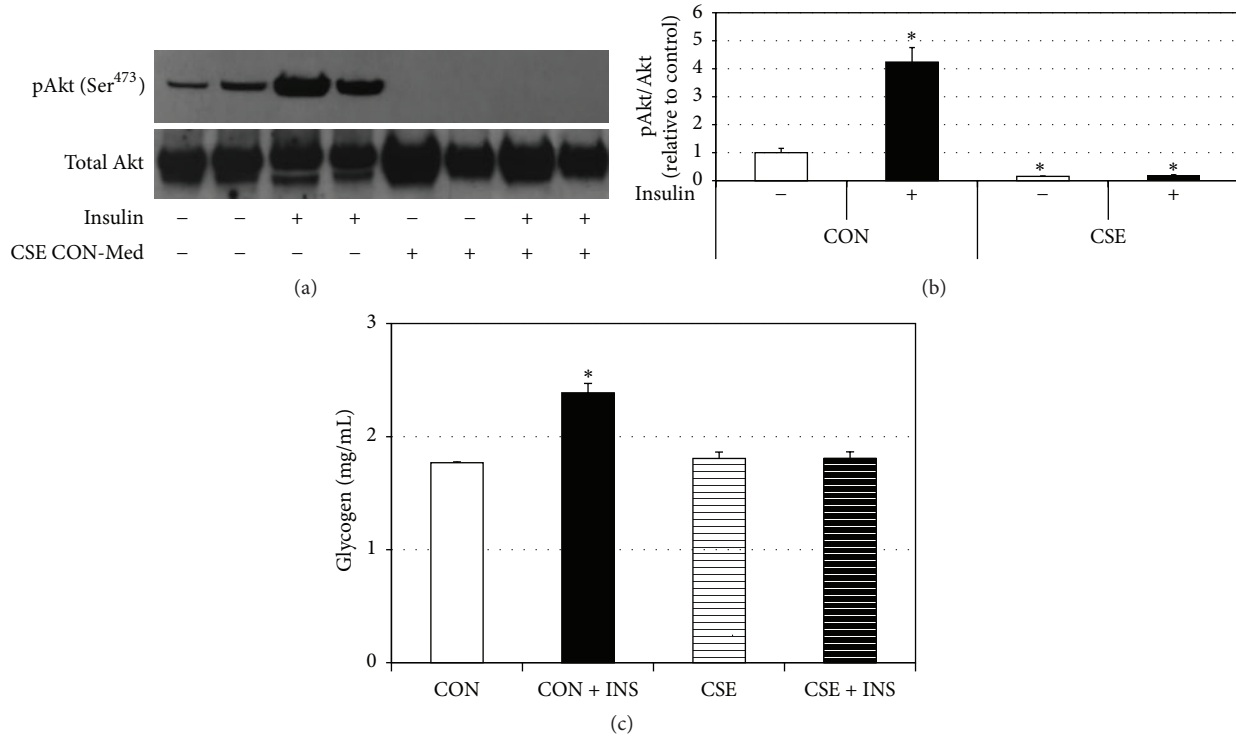 pAkt (Ser473)
Total Akt
Insulin − − + + − − + +
CSE CON-Med − − − − + + + +
(a)
pAkt/Akt
(relative to control)
6
5
4
3
2
1
0
*
*
*
Insulin − + − +
CON CSE
(b)
Glycogen (mg/mL)
3
2
1
0
*
CON CON + INS CSE CSE + INS
(c)